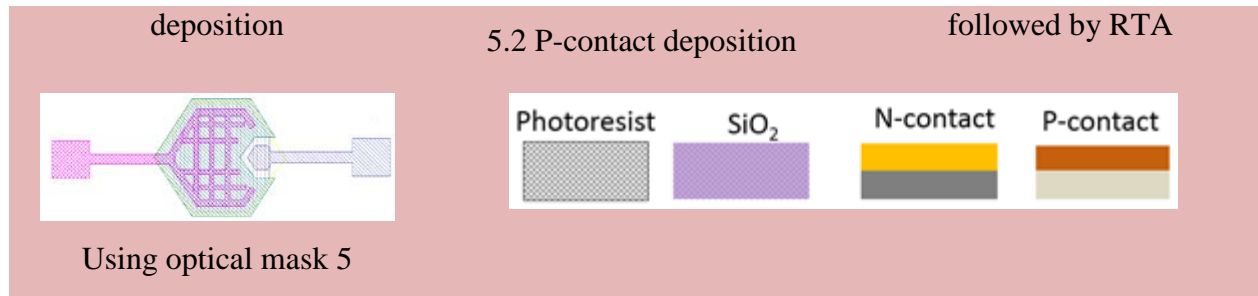 deposition
5.2 P-contact deposition
followed by RTA
Photoresist
SiO₂
N-contact
P-contact
Using optical mask 5